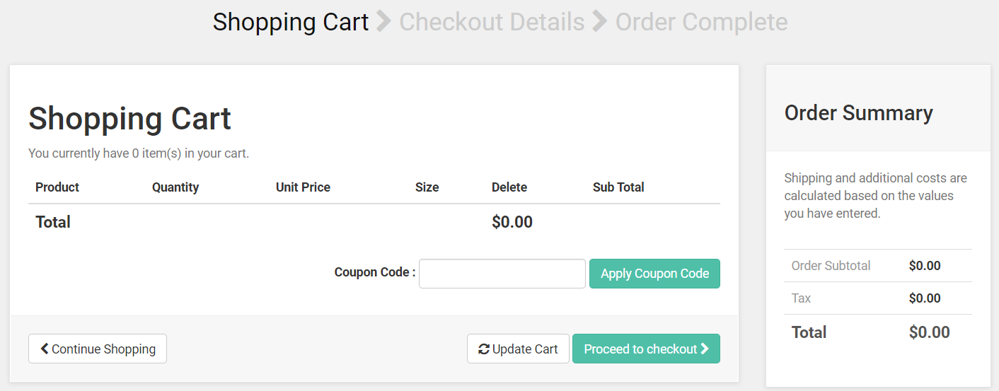 Shopping Cart Checkout Details Order Complete
Shopping Cart
You currently have 0 item(s) in your cart.
Product Quantity Unit Price Size Delete Sub Total
Total $0.00
Coupon Code : Apply Coupon Code
Continue Shopping Update Cart Proceed to checkout
Order Summary
Shipping and additional costs are
calculated based on the values
you have entered.
Order Subtotal $0.00
Tax $0.00
Total $0.00